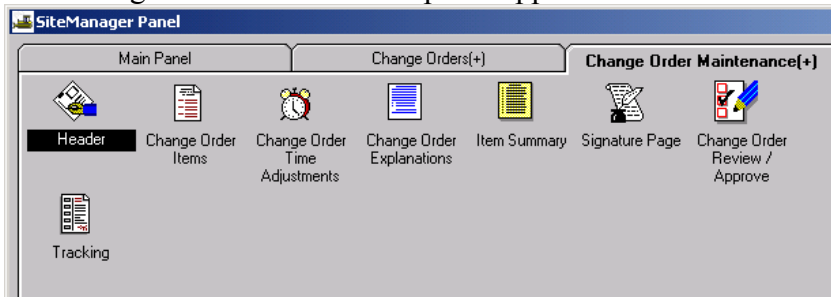 SiteManager Panel
Main Panel
Change Orders(+)
Change Order Maintenance(+)
Header
Change Order
Items
Change Order
Time
Adjustments
Change Order
Explanations
Item Summary
Signature Page
Change Order
Review /
Approve
Tracking